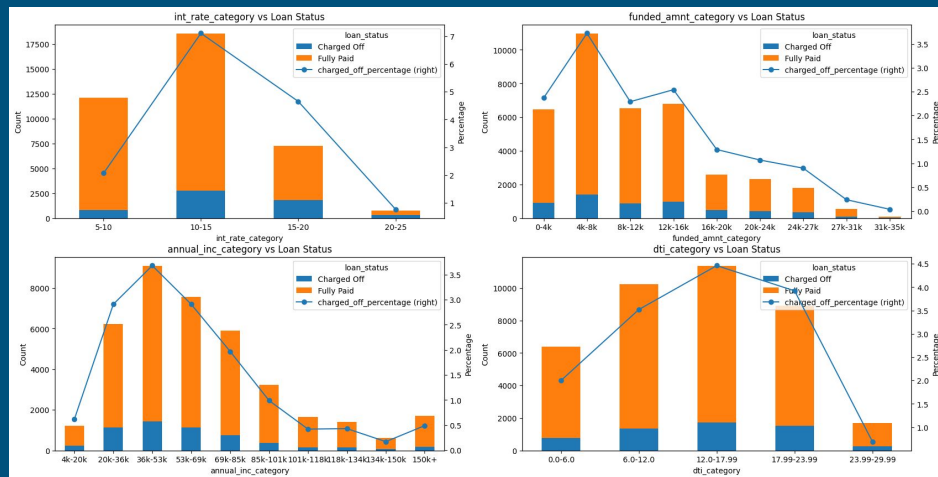 int_rate_category vs Loan Status
17500
15000
12500
10000
7500
5000
2500
0
Count
7
6
5
4
3
2
1
Percentage
loan_status
Charged Off
Fully Paid
charged_off_percentage (right)
5-10
10-15
15-20
20-25
int_rate_category
funded_amnt_category vs Loan Status
10000
8000
6000
4000
2000
0
Count
3.5
3.0
2.5
2.0
1.5
1.0
0.5
0.0
Percentage
loan_status
Charged Off
Fully Paid
charged_off_percentage (right)
0-4k
4k-8k
8k-12k
12k-16k
16k-20k
20k-24k
24k-27k
27k-31k
31k-35k
funded_amnt_category
annual_inc_category vs Loan Status
8000
6000
4000
2000
0
Count
3.5
3.0
2.5
2.0
1.5
1.0
0.5
0.0
Percentage
loan_status
Charged Off
Fully Paid
charged_off_percentage (right)
4k-20k
20k-36k
36k-53k
53k-69k
69k-85k
85k-101k
101k-118k
118k-134k
134k-150k
150k+
annual_inc_category
dti_category vs Loan Status
10000
8000
6000
4000
2000
0
Count
4.5
4.0
3.5
3.0
2.5
2.0
1.5
1.0
Percentage
loan_status
Charged Off
Fully Paid
charged_off_percentage (right)
0.0-6.0
6.0-12.0
12.0-17.99
17.99-23.99
23.99-29.99
dti_category